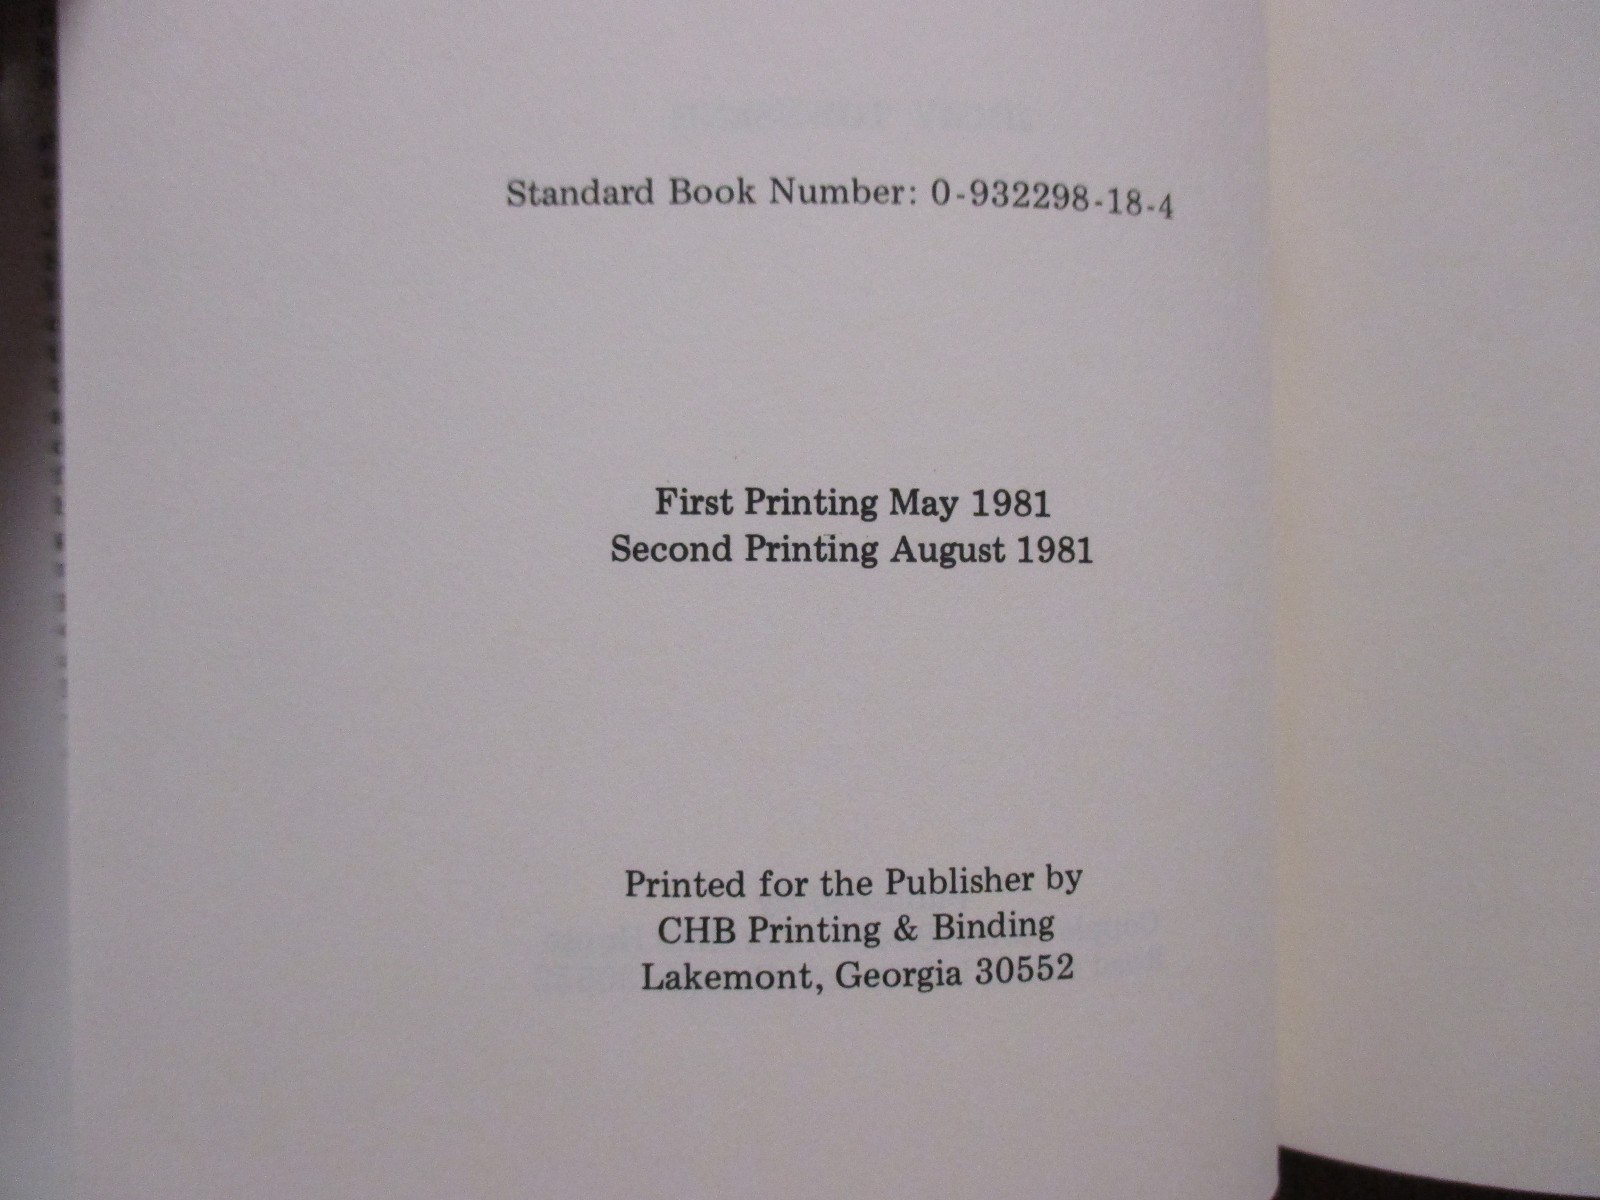 Standard Book Number: 0-932298-18-4
First Printing May 1981
Second Printing August 1981
Printed for the Publisher by
CHB Printing & Binding
Lakemont, Georgia 30552